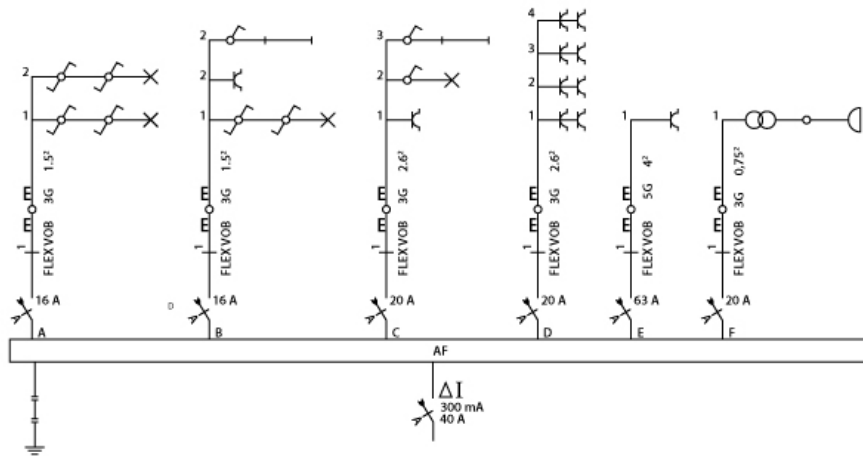 4
2
3
3
2
2
2
2
1
1
1
1
1
1
FLEXVOB 3G 1.5²
FLEXVOB 3G 1.5²
FLEXVOB 3G 2.6²
FLEXVOB 3G 2.6²
FLEXVOB 5G 4²
FLEXVOB 3G 0,75²
E
E
E
E
E
E
E
E
E
E
E
E
1
1
1
1
1
1
16 A
D
16 A
20 A
20 A
63 A
20 A
A
B
C
D
E
F
AF
ΔI
300 mA
40 A